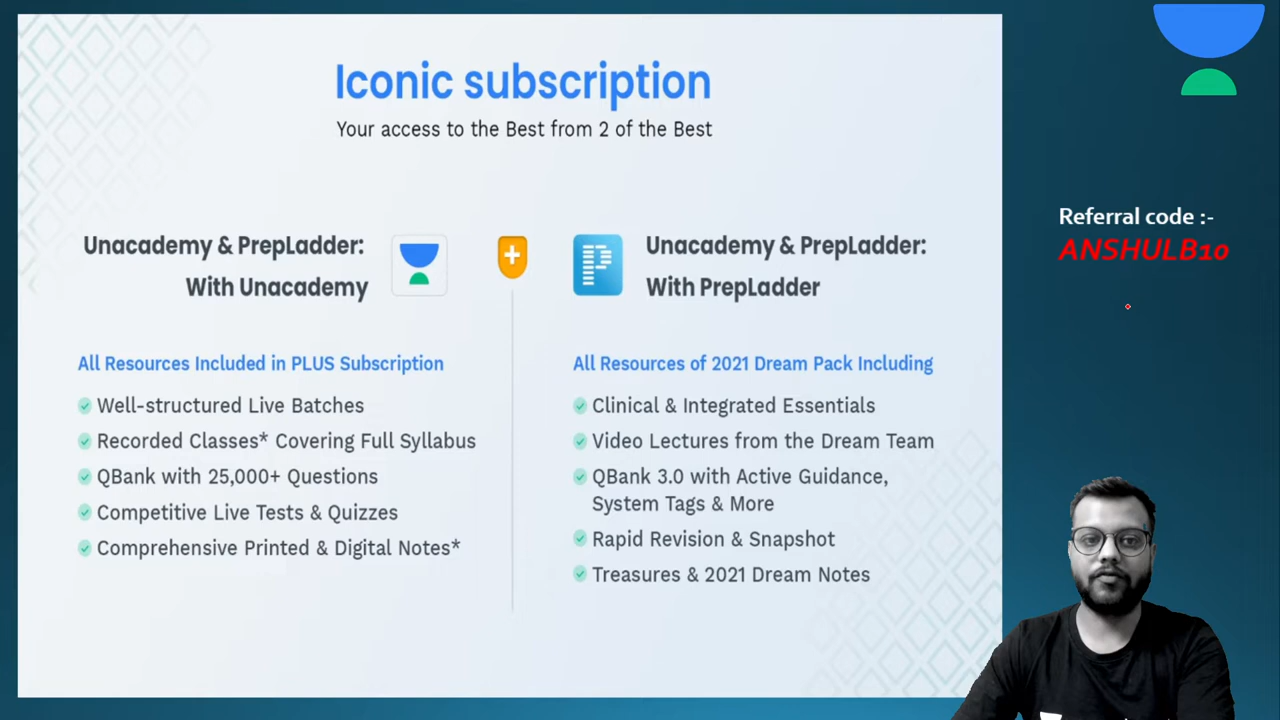 Iconic subscription
Your access to the Best from 2 of the Best
Referral code :-
ANSHULB10
Unacademy & PrepLadder:
With Unacademy
Unacademy & PrepLadder:
With PrepLadder
All Resources Included in PLUS Subscription
Well-structured Live Batches
Recorded Classes* Covering Full Syllabus
QBank with 25,000+ Questions
Competitive Live Tests & Quizzes
Comprehensive Printed & Digital Notes*
All Resources of 2021 Dream Pack Including
Clinical & Integrated Essentials
Video Lectures from the Dream Team
QBank 3.0 with Active Guidance,
System Tags & More
Rapid Revision & Snapshot
Treasures & 2021 Dream Notes